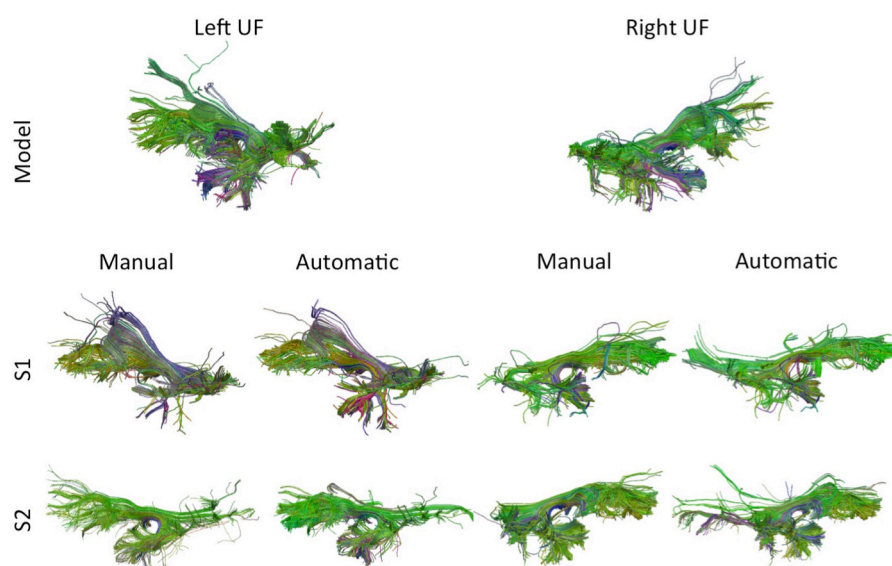 Left UF Right UF
Model
Manual Automatic Manual Automatic
S1
S2